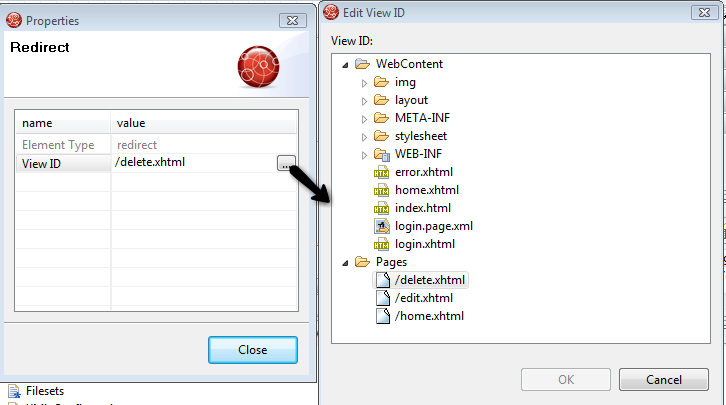 Properties
Redirect
name value
Element Type redirect
View ID /delete.xhtml ...
Close
Filesets
Edit View ID
View ID:
WebContent
img
layout
META-INF
stylesheet
WEB-INF
error.xhtml
home.xhtml
index.html
login.page.xml
login.xhtml
Pages
/delete.xhtml
/edit.xhtml
/home.xhtml
OK Cancel